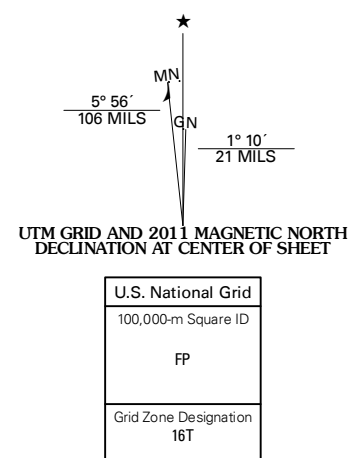 ★
MN
5° 56´
106 MILS
GN
1° 10´
21 MILS
UTM GRID AND 2011 MAGNETIC NORTH
DECLINATION AT CENTER OF SHEET
U.S. National Grid
100,000-m Square ID
FP
Grid Zone Designation
16T